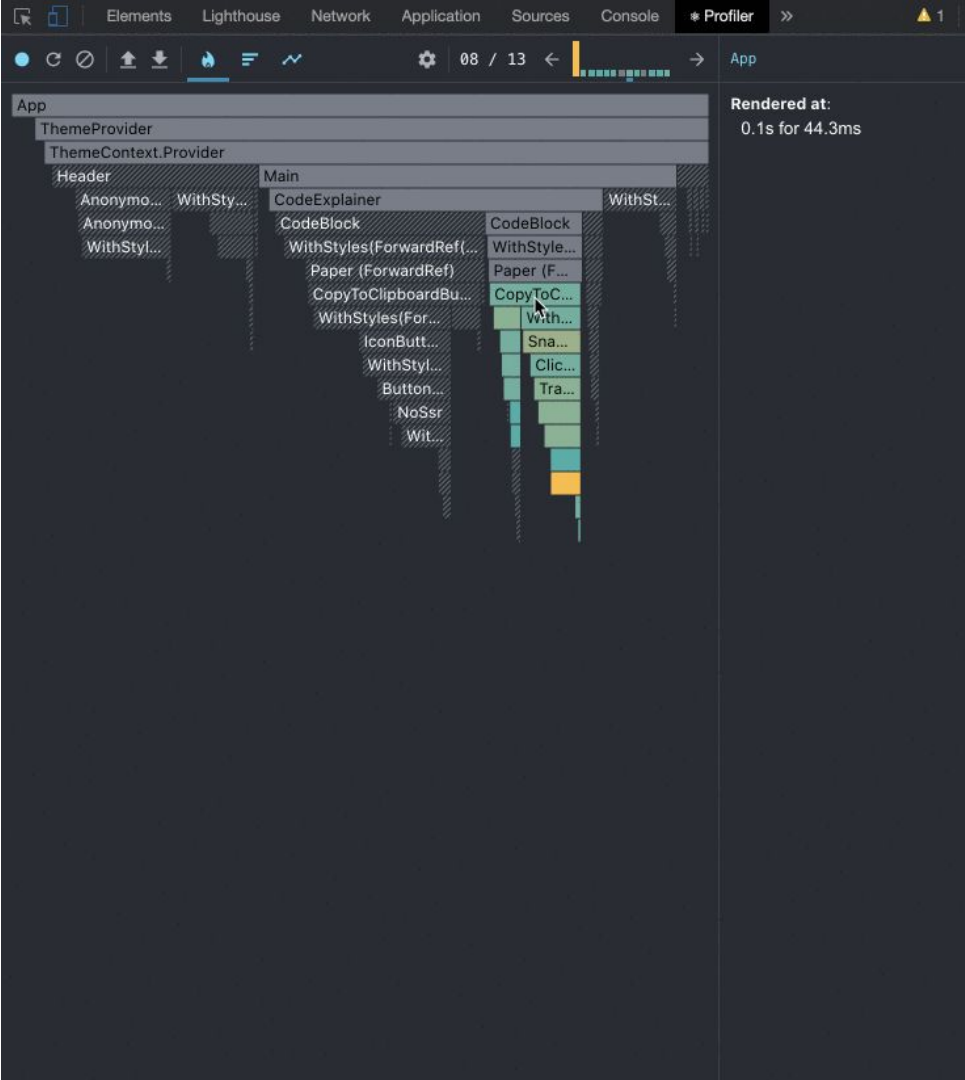 Elements Lighthouse Network Application Sources Console ⚛ Profiler » ⚠ 1
08 / 13 App
App
Rendered at:
ThemeProvider
0.1s for 44.3ms
ThemeContext.Provider
Header Main
Anonymo... WithSty... CodeExplainer WithSt...
Anonymo... CodeBlock CodeBlock
WithStyl... WithStyles(ForwardRef(... WithStyle...
Paper (ForwardRef) Paper (F...
CopyToClipboardBu... CopyToC...
WithStyles(For... With...
IconButt... Sna...
WithStyl... Clic...
Button... Tra...
NoSsr
Wit...